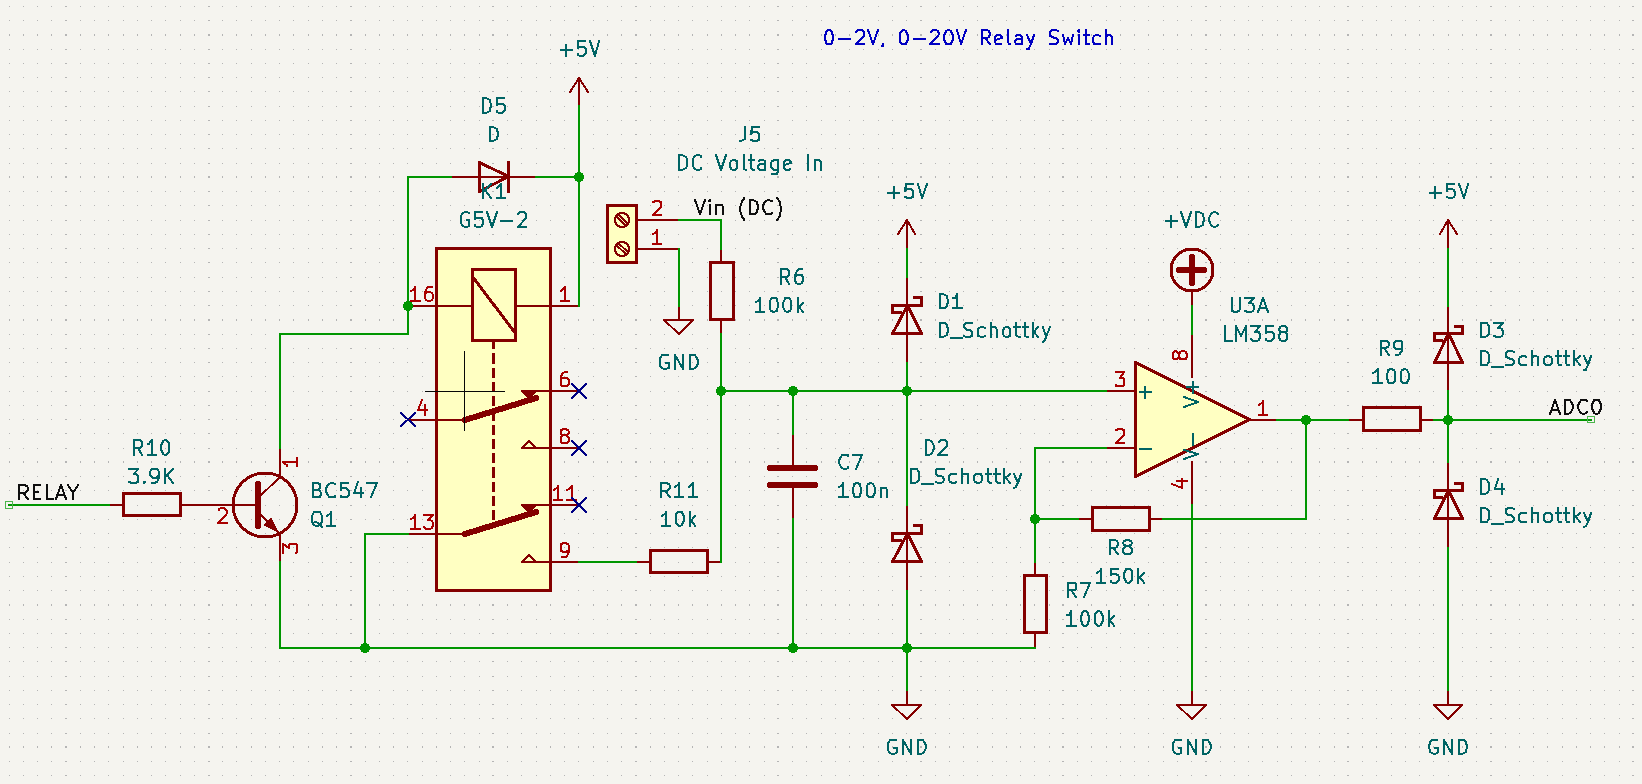 0-2V, 0-20V Relay Switch
+5V
D5
D
K1
G5V-2
16
1
6
4
8
11
13
9
J5
DC Voltage In
2
Vin (DC)
1
R6
100k
GND
RELAY
R10
3.9K
2
1
BC547
Q1
3
R11
10k
C7
100n
+5V
D1
D_Schottky
D2
D_Schottky
GND
+VDC
U3A
LM358
8
V+
3
+
2
-
1
V-
4
R8
150k
R7
100k
GND
R9
100
+5V
D3
D_Schottky
ADC0
D4
D_Schottky
GND